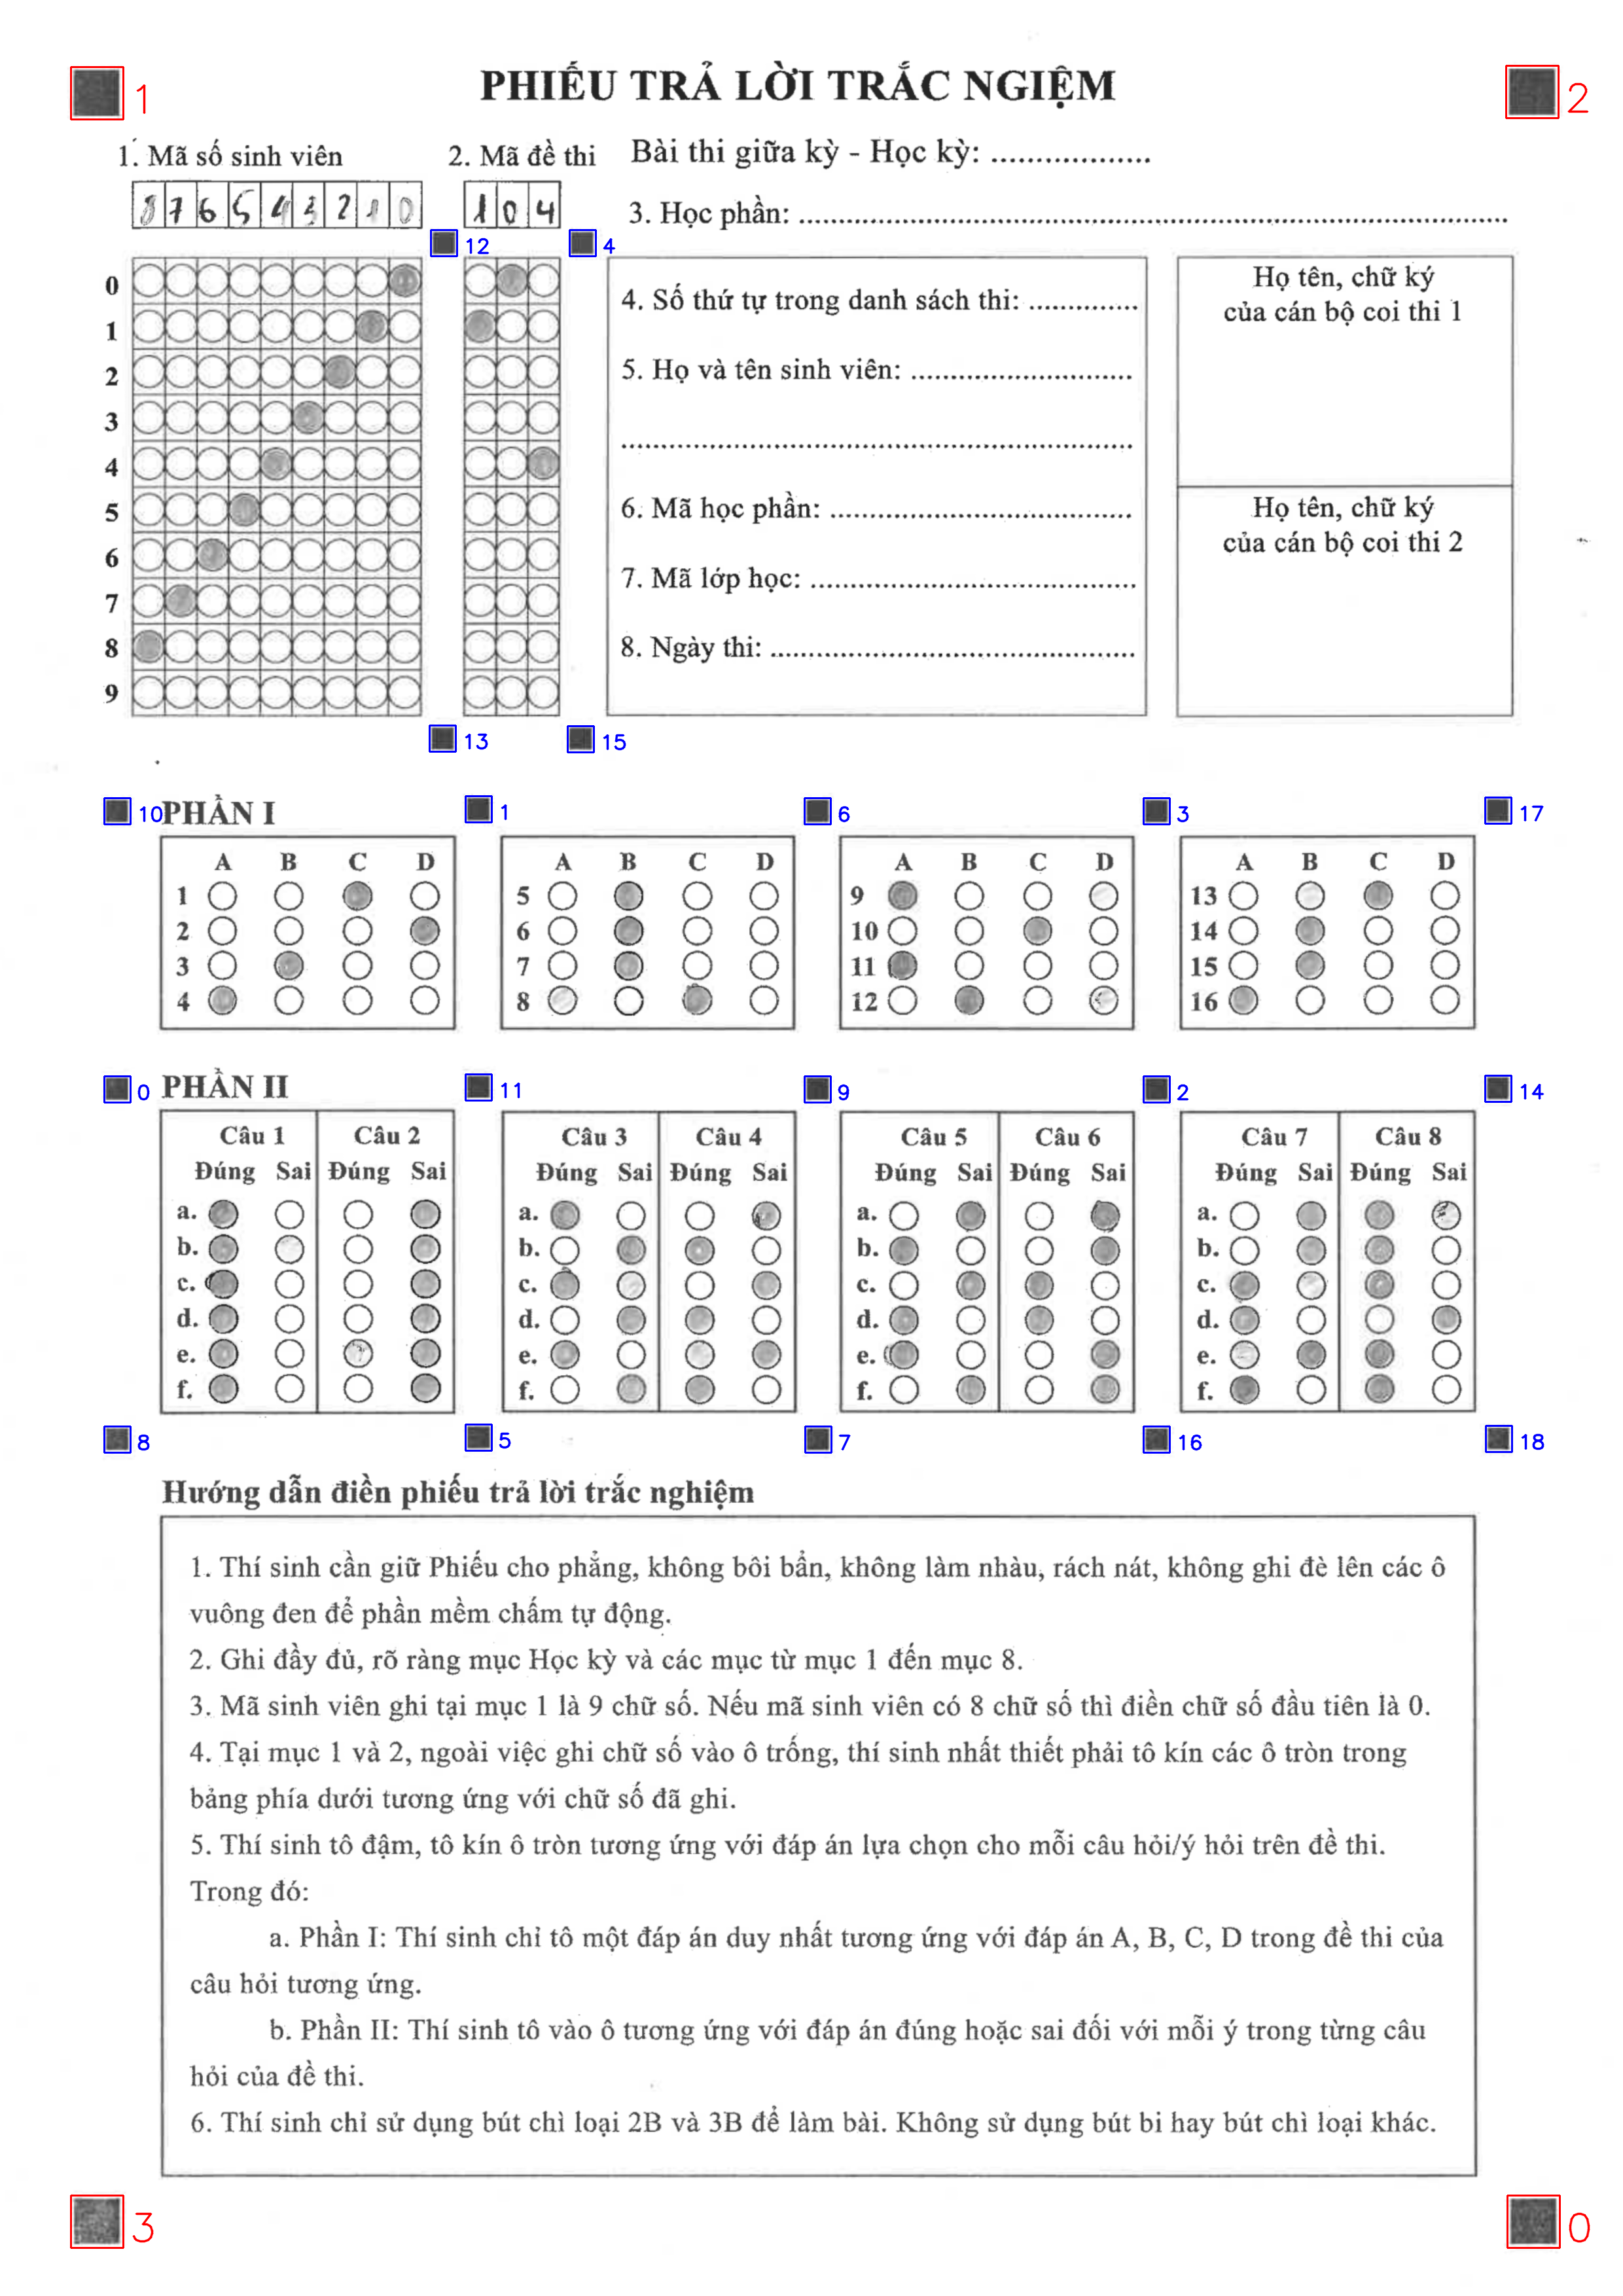 PHIẾU TRẢ LỜI TRẮC NGIỆM
1
2
1. Mã số sinh viên
2. Mã đề thi
Bài thi giữa kỳ - Học kỳ: ..................
8 7 6 5 4 3 2 1 0
1 0 4
3. Học phần: ..............................................................................
12
4
0
1
2
3
4
5
6
7
8
9
4. Số thứ tự trong danh sách thi: ..............
5. Họ và tên sinh viên: ............................
..................................................................
6. Mã học phần: .......................................
7. Mã lớp học: ..........................................
8. Ngày thi: ...............................................
Họ tên, chữ ký
của cán bộ coi thi 1
Họ tên, chữ ký
của cán bộ coi thi 2
13
15
10 PHẦN I
1
6
3
17
A B C D
1
2
3
4
A B C D
5
6
7
8
A B C D
9
10
11
12
A B C D
13
14
15
16
0 PHẦN II
11
9
2
14
Câu 1 Câu 2
Đúng Sai Đúng Sai
a.
b.
c.
d.
e.
f.
Câu 3 Câu 4
Đúng Sai Đúng Sai
a.
b.
c.
d.
e.
f.
Câu 5 Câu 6
Đúng Sai Đúng Sai
a.
b.
c.
d.
e.
f.
Câu 7 Câu 8
Đúng Sai Đúng Sai
a.
b.
c.
d.
e.
f.
8
5
7
16
18
Hướng dẫn điền phiếu trả lời trắc nghiệm
1. Thí sinh cần giữ Phiếu cho phẳng, không bôi bẩn, không làm nhàu, rách nát, không ghi đè lên các ô
vuông đen để phần mềm chấm tự động.
2. Ghi đầy đủ, rõ ràng mục Học kỳ và các mục từ mục 1 đến mục 8.
3. Mã sinh viên ghi tại mục 1 là 9 chữ số. Nếu mã sinh viên có 8 chữ số thì điền chữ số đầu tiên là 0.
4. Tại mục 1 và 2, ngoài việc ghi chữ số vào ô trống, thí sinh nhất thiết phải tô kín các ô tròn trong
bảng phía dưới tương ứng với chữ số đã ghi.
5. Thí sinh tô đậm, tô kín ô tròn tương ứng với đáp án lựa chọn cho mỗi câu hỏi/ý hỏi trên đề thi.
Trong đó:
a. Phần I: Thí sinh chỉ tô một đáp án duy nhất tương ứng với đáp án A, B, C, D trong đề thi của
câu hỏi tương ứng.
b. Phần II: Thí sinh tô vào ô tương ứng với đáp án đúng hoặc sai đối với mỗi ý trong từng câu
hỏi của đề thi.
6. Thí sinh chỉ sử dụng bút chì loại 2B và 3B để làm bài. Không sử dụng bút bi hay bút chì loại khác.
3
0